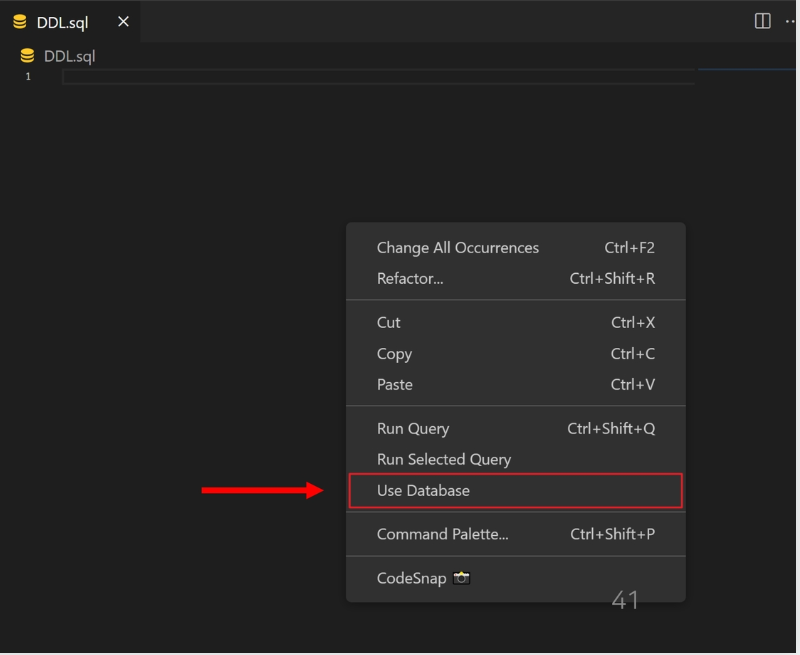 DDL.sql
DDL.sql
1
Change All Occurrences Ctrl+F2
Refactor... Ctrl+Shift+R
Cut Ctrl+X
Copy Ctrl+C
Paste Ctrl+V
Run Query Ctrl+Shift+Q
Run Selected Query
Use Database
Command Palette... Ctrl+Shift+P
CodeSnap 📸
41